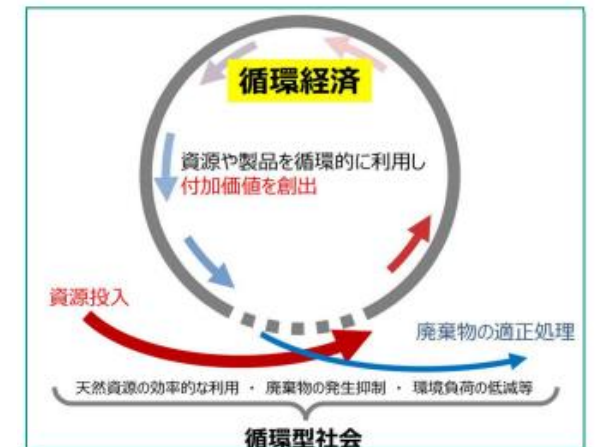 循環経済
資源や製品を循環的に利用し
付加価値を創出
資源投入
廃棄物の適正処理
天然資源の効率的な利用 ・ 廃棄物の発生抑制 ・ 環境負荷の低減等
循環型社会